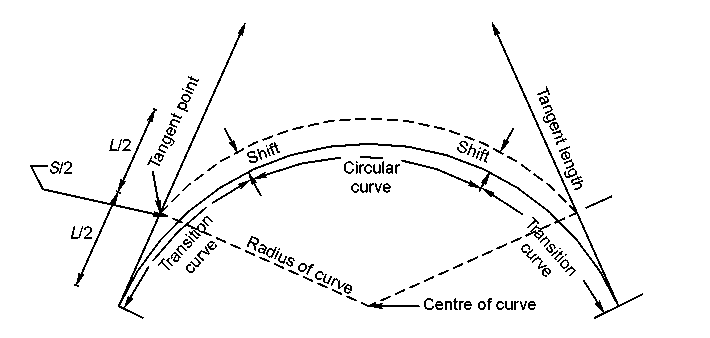 L/2
Tangent point
Tangent length
S/2
Shift
Shift
Circular
curve
L/2
Transition
curve
Radius of curve
Transition
curve
Centre of curve